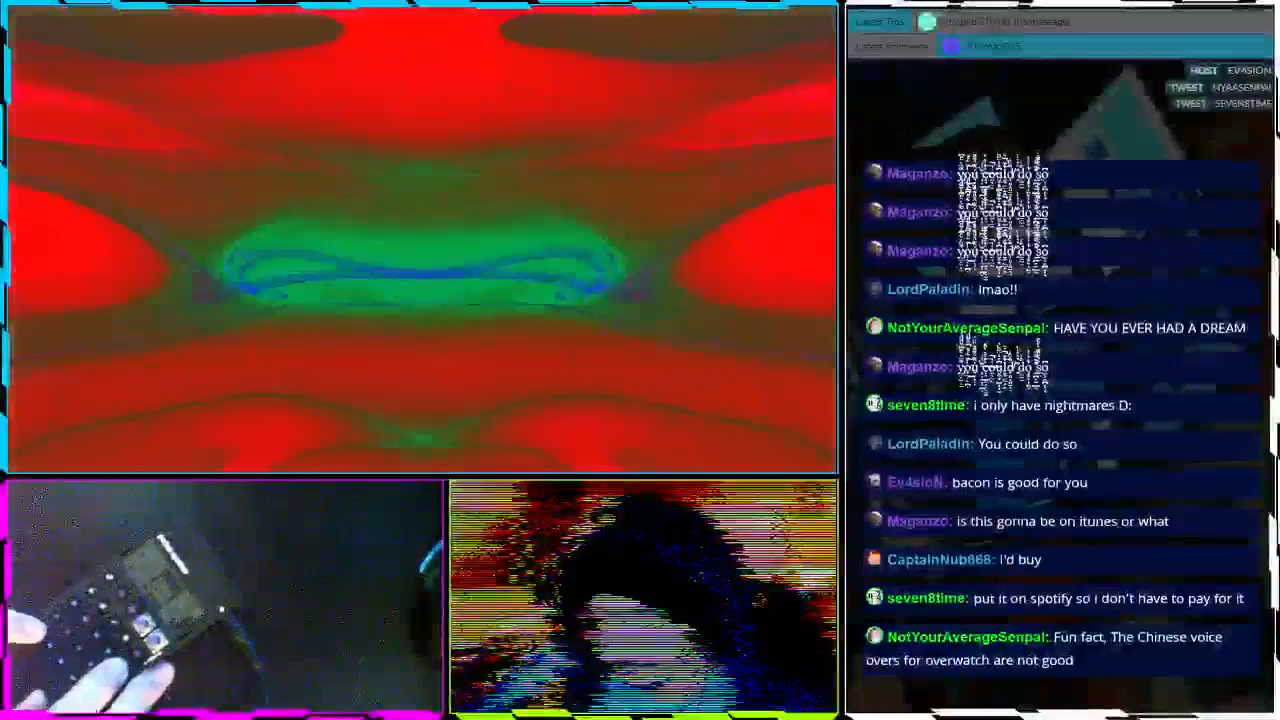 Latest Tips
HOST EV4SION
TWEET NYAASENPAI
TWEET SEVEN8TIME
Maganzo: you could do so
Maganzo: you could do so
Maganzo: you could do so
LordPaladin: lmao!!
NotYourAverageSenpai: HAVE YOU EVER HAD A DREAM
Maganzo: you could do so
seven8time: i only have nightmares D:
LordPaladin: You could do so
Ev4sioN: bacon is good for you
Maganzo: is this gonna be on itunes or what
CaptainNub666: I'd buy
seven8time: put it on spotify so i don't have to pay for it
NotYourAverageSenpai: Fun fact, The Chinese voice
overs for overwatch are not good